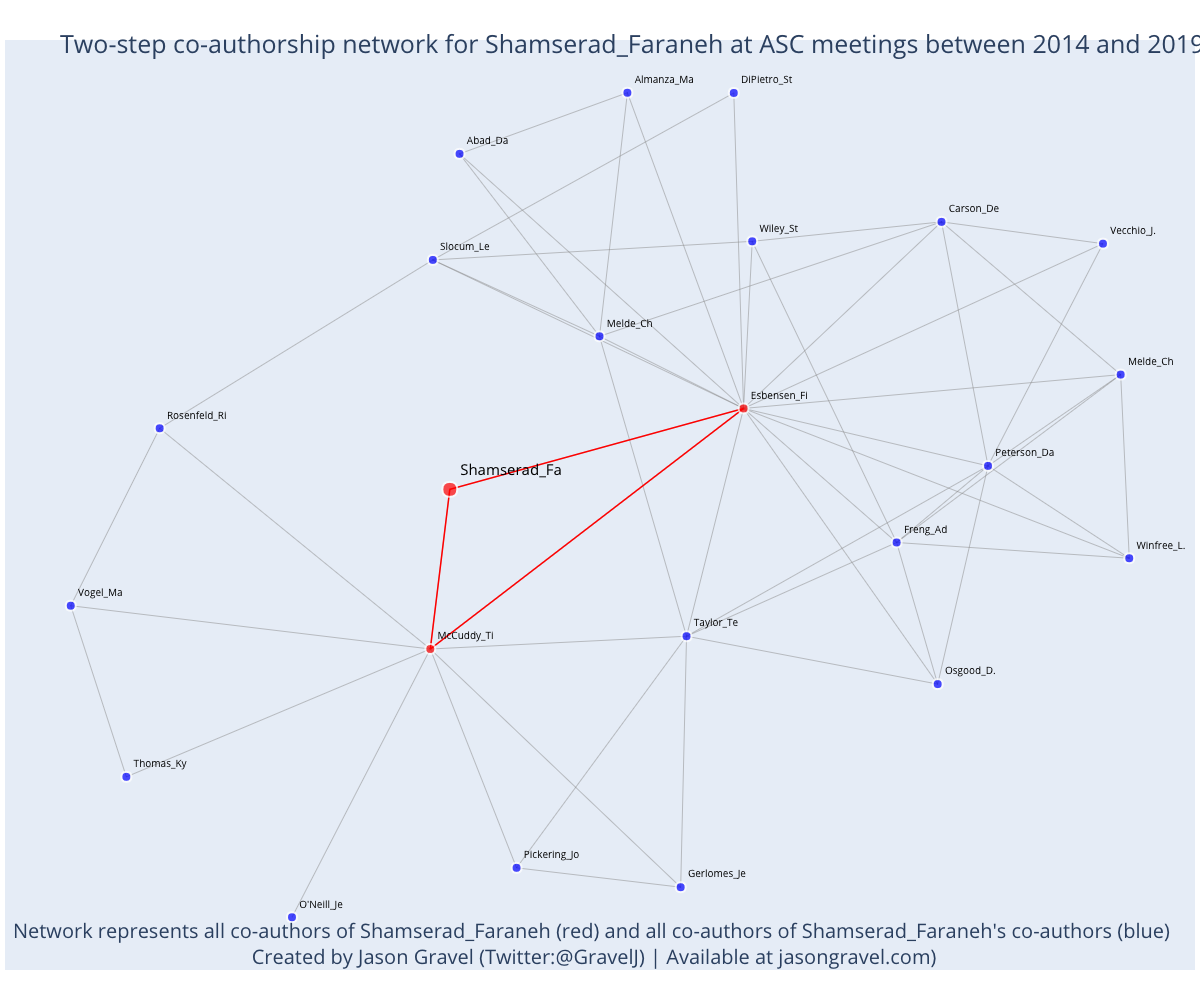 Two-step co-authorship network for Shamserad_Faraneh at ASC meetings between 2014 and 2019
Almanza_Ma
DiPietro_St
Abad_Da
Carson_De
Wiley_St
Vecchio_J.
Slocum_Le
Melde_Ch
Melde_Ch
Esbensen_Fi
Rosenfeld_Ri
Peterson_Da
Shamserad_Fa
Freng_Ad
Winfree_L.
Vogel_Ma
Taylor_Te
McCuddy_Ti
Osgood_D.
Thomas_Ky
Pickering_Jo
Gerlomes_Je
O'Neill_Je
Network represents all co-authors of Shamserad_Faraneh (red) and all co-authors of Shamserad_Faraneh's co-authors (blue)
Created by Jason Gravel (Twitter:@GravelJ) | Available at jasongravel.com)